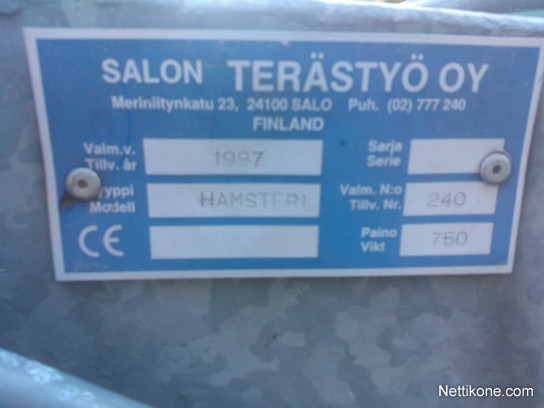 SALON TERÄSTYÖ OY
Meriniitynkatu 23, 24100 SALO Puh. (02) 777 240
FINLAND
Valm.v.
Tillv. år
1997
Sarja
Serie
Tyyppi
Modell
HAMSTERI
Valm. N:o
Tillv. Nr.
240
CE
Paino
Vikt
750
Nettikone.com